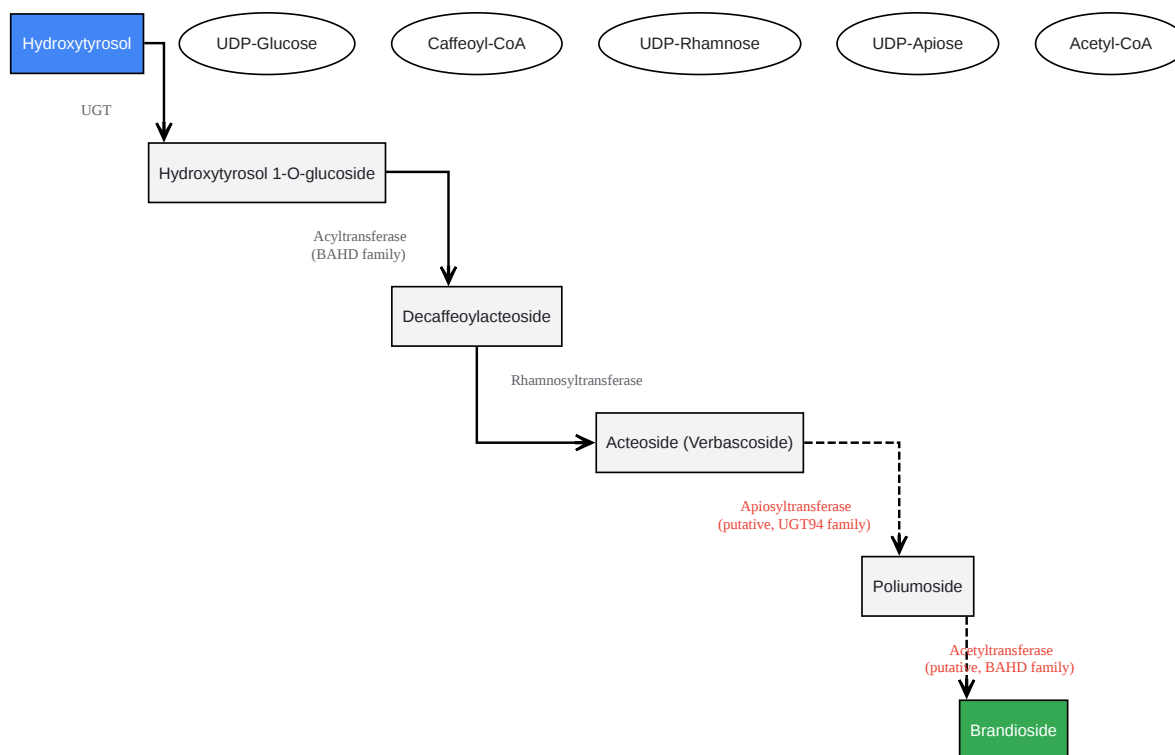 Hydroxytyrosol
UDP-Glucose
Caffeoyl-CoA
UDP-Rhamnose
UDP-Apiose
Acetyl-CoA
UGT
Hydroxytyrosol 1-O-glucoside
Acyltransferase
(BAHD family)
Decaffeoylacteoside
Rhamnosyltransferase
Acteoside (Verbascoside)
Apiosyltransferase
(putative, UGT94 family)
Poliumoside
Acetyltransferase
(putative, BAHD family)
Brandioside